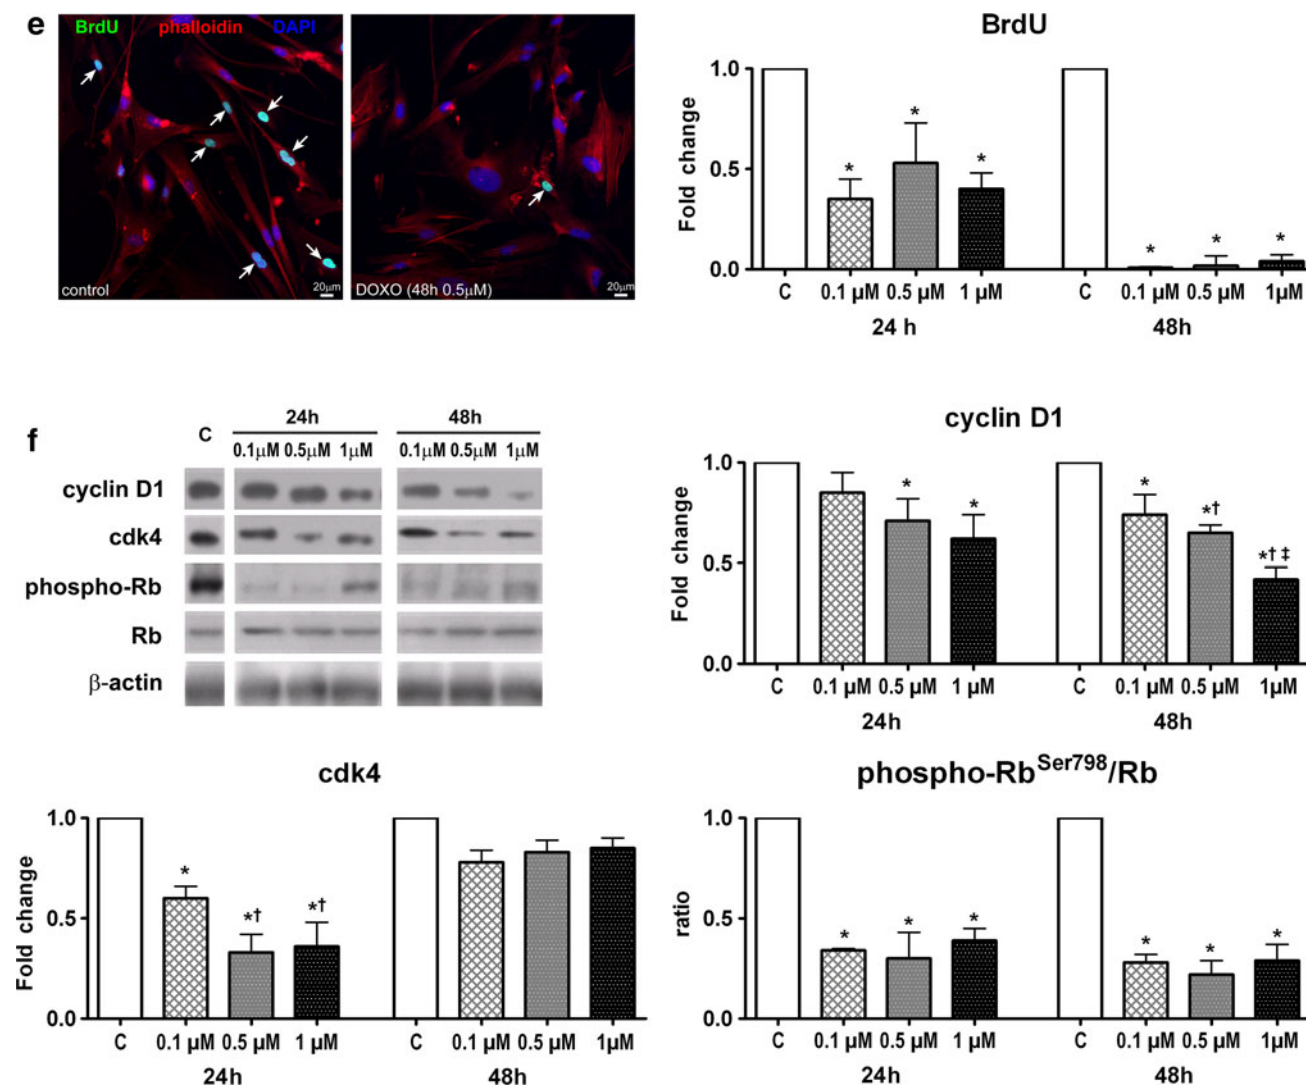 e
BrdU phalloidin DAPI
control
20μm
DOXO (48h 0.5μM)
20μm
BrdU
Fold change
1.0
0.5
0.0
* * * * * *
C 0.1 μM 0.5 μM 1 μM C 0.1 μM 0.5 μM 1μM
24 h 48h
f
C 24h 48h
0.1μM 0.5μM 1μM 0.1μM 0.5μM 1μM
cyclin D1
cdk4
phospho-Rb
Rb
β-actin
cyclin D1
Fold change
1.0
0.5
0.0
* * * *† *†‡
C 0.1 μM 0.5 μM 1 μM C 0.1 μM 0.5 μM 1μM
24h 48h
cdk4
Fold change
1.0
0.5
0.0
* *† *†
C 0.1 μM 0.5 μM 1 μM C 0.1 μM 0.5 μM 1μM
24h 48h
phospho-Rb^Ser798/Rb
ratio
1.0
0.5
0.0
* * * * * *
C 0.1 μM 0.5 μM 1 μM C 0.1 μM 0.5 μM 1μM
24h 48h